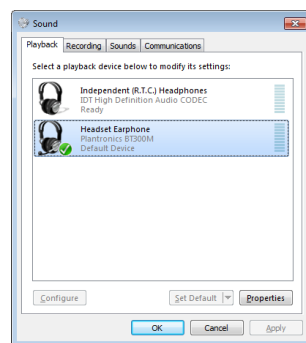 Sound
Playback Recording Sounds Communications
Select a playback device below to modify its settings:
Independent (R.T.C.) Headphones
IDT High Definition Audio CODEC
Ready
Headset Earphone
Plantronics BT300M
Default Device
Configure Set Default Properties
OK Cancel Apply